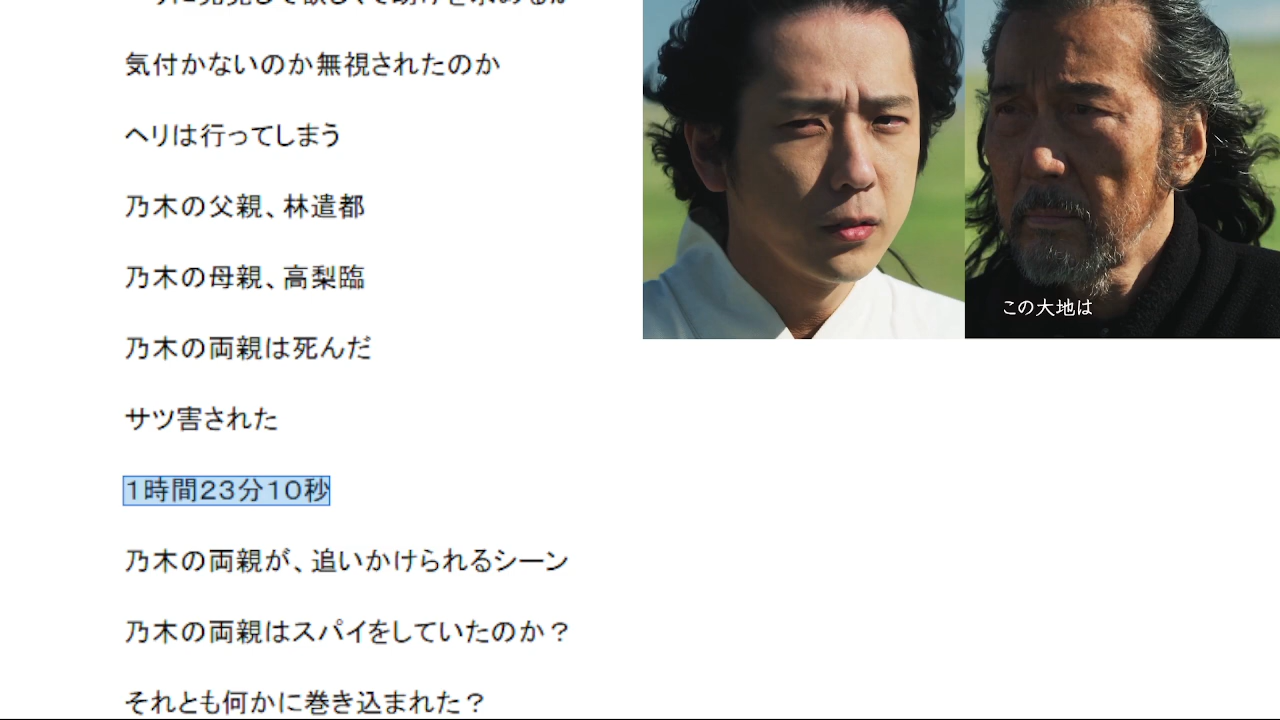 気付かないのか無視されたのか
ヘリは行ってしまう
乃木の父親、林遣都
乃木の母親、高梨臨
乃木の両親は死んだ
サツ害された
1時間23分10秒
乃木の両親が、追いかけられるシーン
乃木の両親はスパイをしていたのか？
それとも何かに巻き込まれた？
この大地は